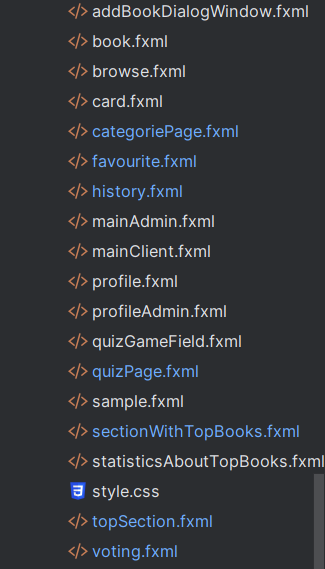 addBookDialogWindow.fxml
book.fxml
browse.fxml
card.fxml
categoriePage.fxml
favourite.fxml
history.fxml
mainAdmin.fxml
mainClient.fxml
profile.fxml
profileAdmin.fxml
quizGameField.fxml
quizPage.fxml
sample.fxml
sectionWithTopBooks.fxml
statisticsAboutTopBooks.fxml
style.css
topSection.fxml
voting.fxml